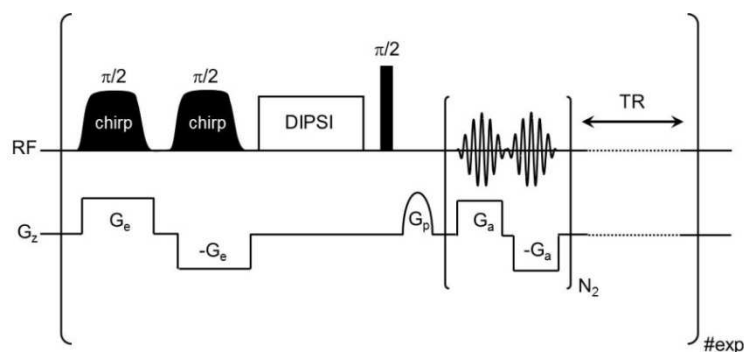 π/2 π/2 π/2
chirp chirp DIPSI TR
RF
G_z G_e -G_e G_p G_a -G_a
N_2
#exp